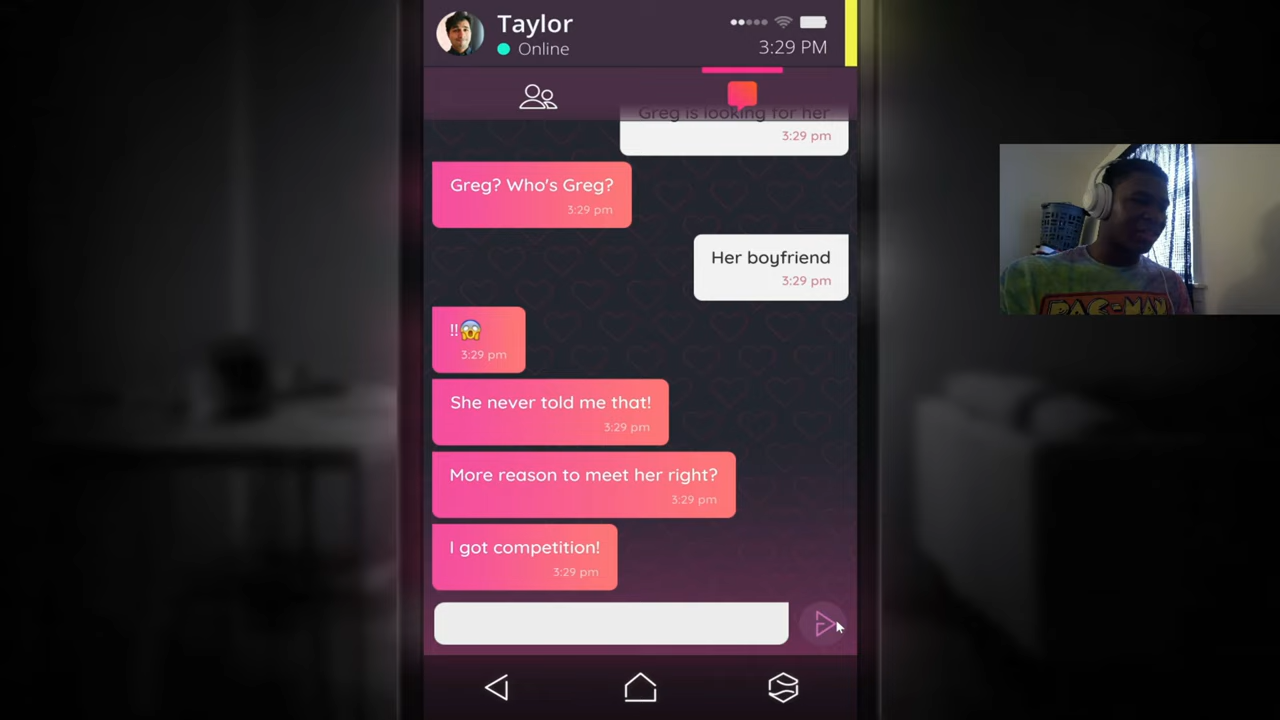 Taylor
Online
3:29 PM
Greg is looking for her
3:29 pm
Greg? Who's Greg?
3:29 pm
Her boyfriend
3:29 pm
!!😱
3:29 pm
She never told me that!
3:29 pm
More reason to meet her right?
3:29 pm
I got competition!
3:29 pm
PAC-MAN